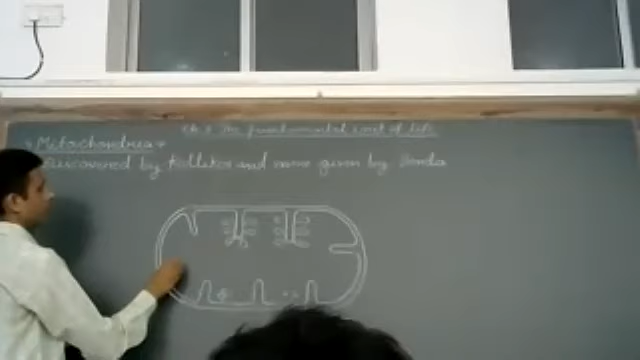 Ch. 5 The fundamental unit of life
Mitochondria →
Discovered by Kolliker and name given by Benda